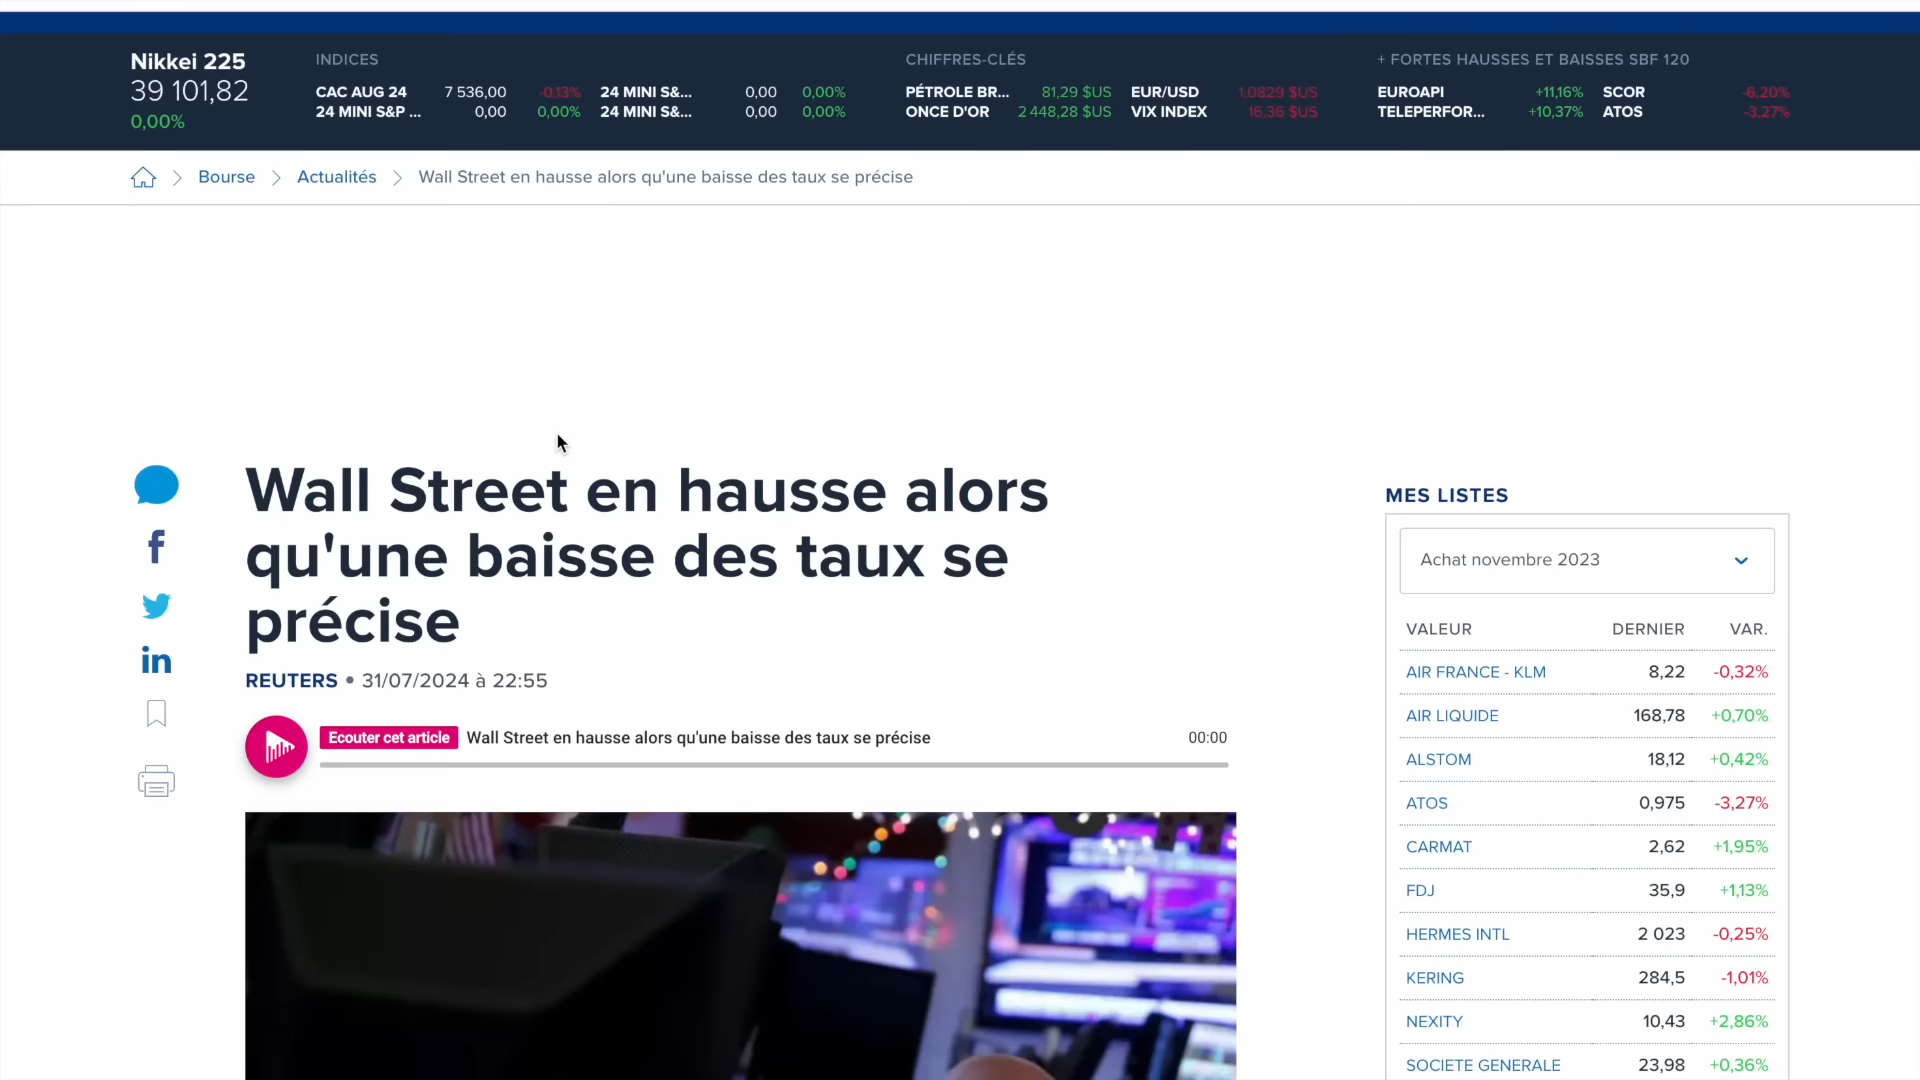 Nikkei 225
39 101,82
0,00%
INDICES
CAC AUG 24 7 536,00 -0,13% 24 MINI S&... 0,00 0,00%
24 MINI S&P ... 0,00 0,00% 24 MINI S&... 0,00 0,00%
CHIFFRES-CLÉS
PÉTROLE BR... 81,29 $US EUR/USD 1,0829 $US
ONCE D'OR 2 448,28 $US VIX INDEX 16,36 $US
+ FORTES HAUSSES ET BAISSES SBF 120
EUROAPI +11,16% SCOR -6,20%
TELEPERFOR... +10,37% ATOS -3,27%
Bourse Actualités Wall Street en hausse alors qu'une baisse des taux se précise
Wall Street en hausse alors
qu'une baisse des taux se
précise
REUTERS • 31/07/2024 à 22:55
Ecouter cet article Wall Street en hausse alors qu'une baisse des taux se précise 00:00
MES LISTES
Achat novembre 2023
VALEUR DERNIER VAR.
AIR FRANCE - KLM 8,22 -0,32%
AIR LIQUIDE 168,78 +0,70%
ALSTOM 18,12 +0,42%
ATOS 0,975 -3,27%
CARMAT 2,62 +1,95%
FDJ 35,9 +1,13%
HERMES INTL 2 023 -0,25%
KERING 284,5 -1,01%
NEXITY 10,43 +2,86%
SOCIETE GENERALE 23,98 +0,36%